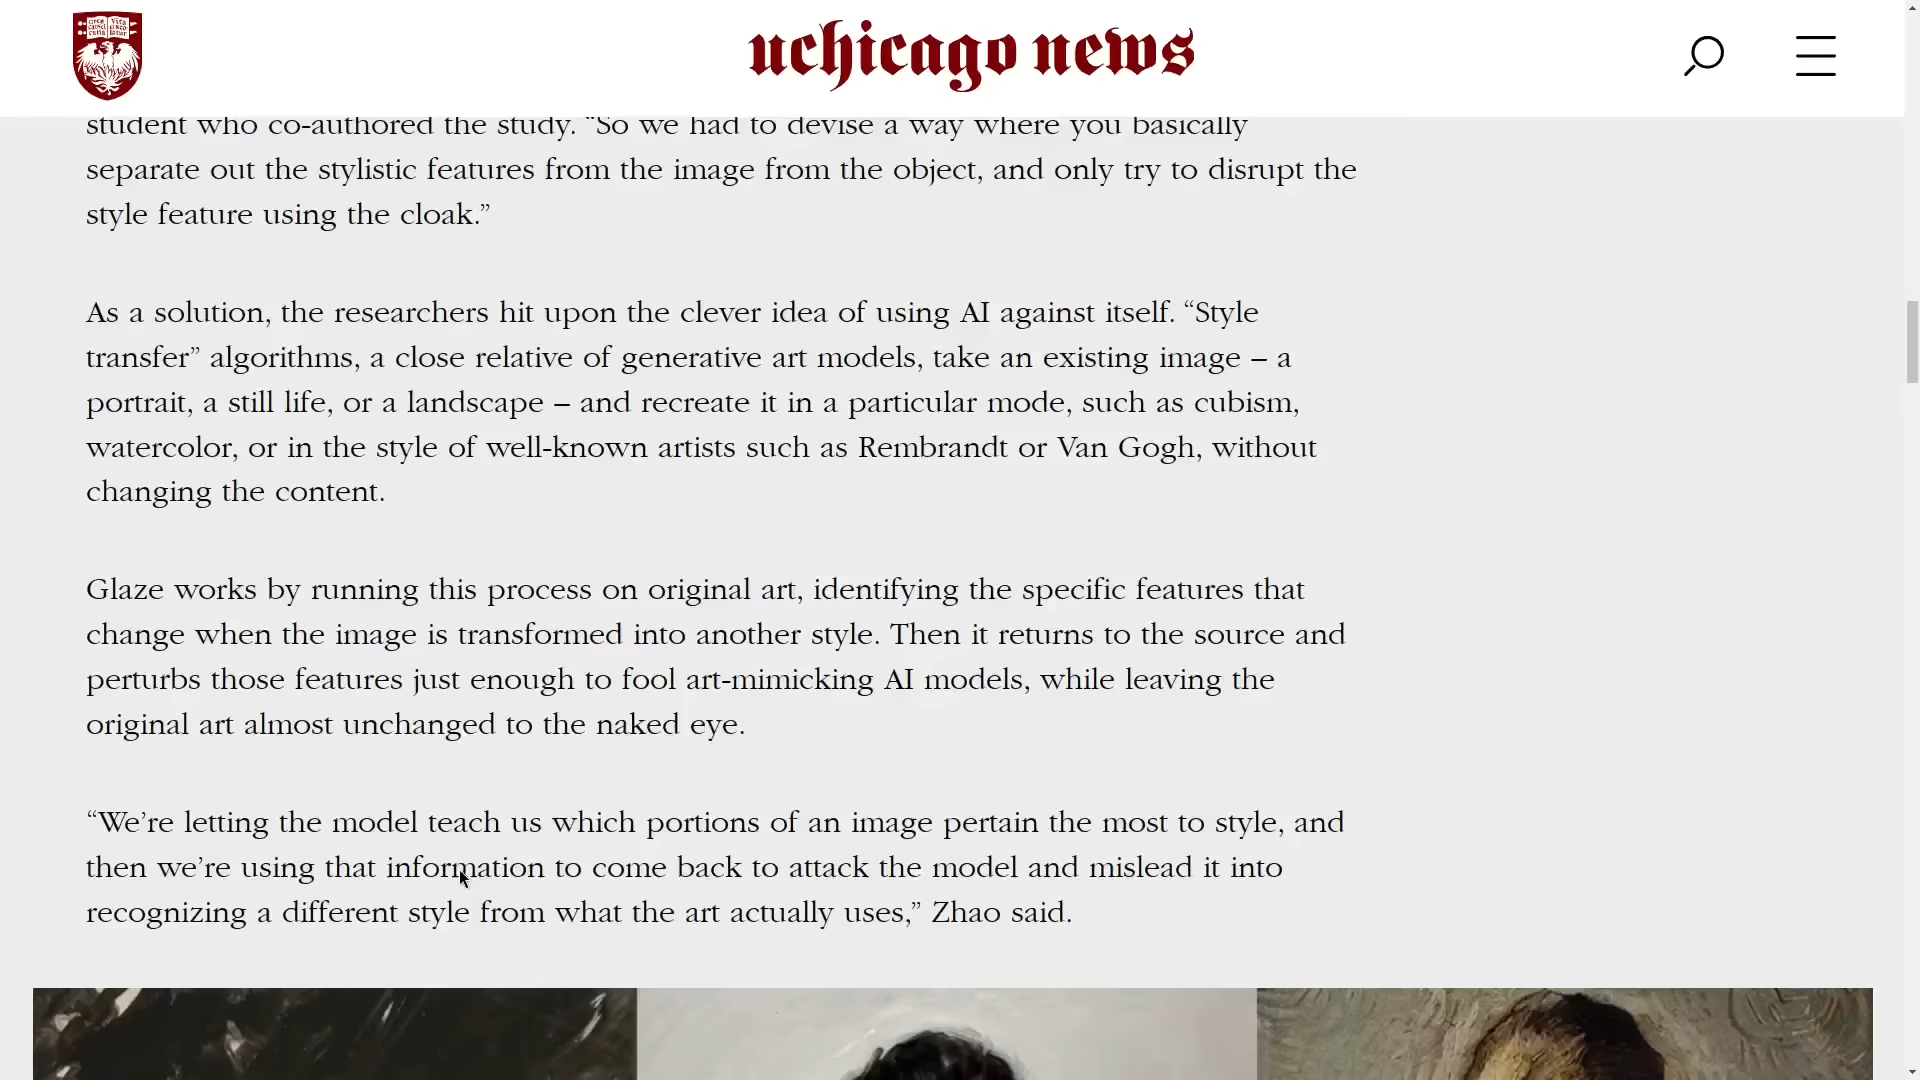 uchicago news
student who co-authored the study. “So we had to devise a way where you basically
separate out the stylistic features from the image from the object, and only try to disrupt the
style feature using the cloak.”
As a solution, the researchers hit upon the clever idea of using AI against itself. “Style
transfer” algorithms, a close relative of generative art models, take an existing image – a
portrait, a still life, or a landscape – and recreate it in a particular mode, such as cubism,
watercolor, or in the style of well-known artists such as Rembrandt or Van Gogh, without
changing the content.
Glaze works by running this process on original art, identifying the specific features that
change when the image is transformed into another style. Then it returns to the source and
perturbs those features just enough to fool art-mimicking AI models, while leaving the
original art almost unchanged to the naked eye.
“We’re letting the model teach us which portions of an image pertain the most to style, and
then we’re using that information to come back to attack the model and mislead it into
recognizing a different style from what the art actually uses,” Zhao said.